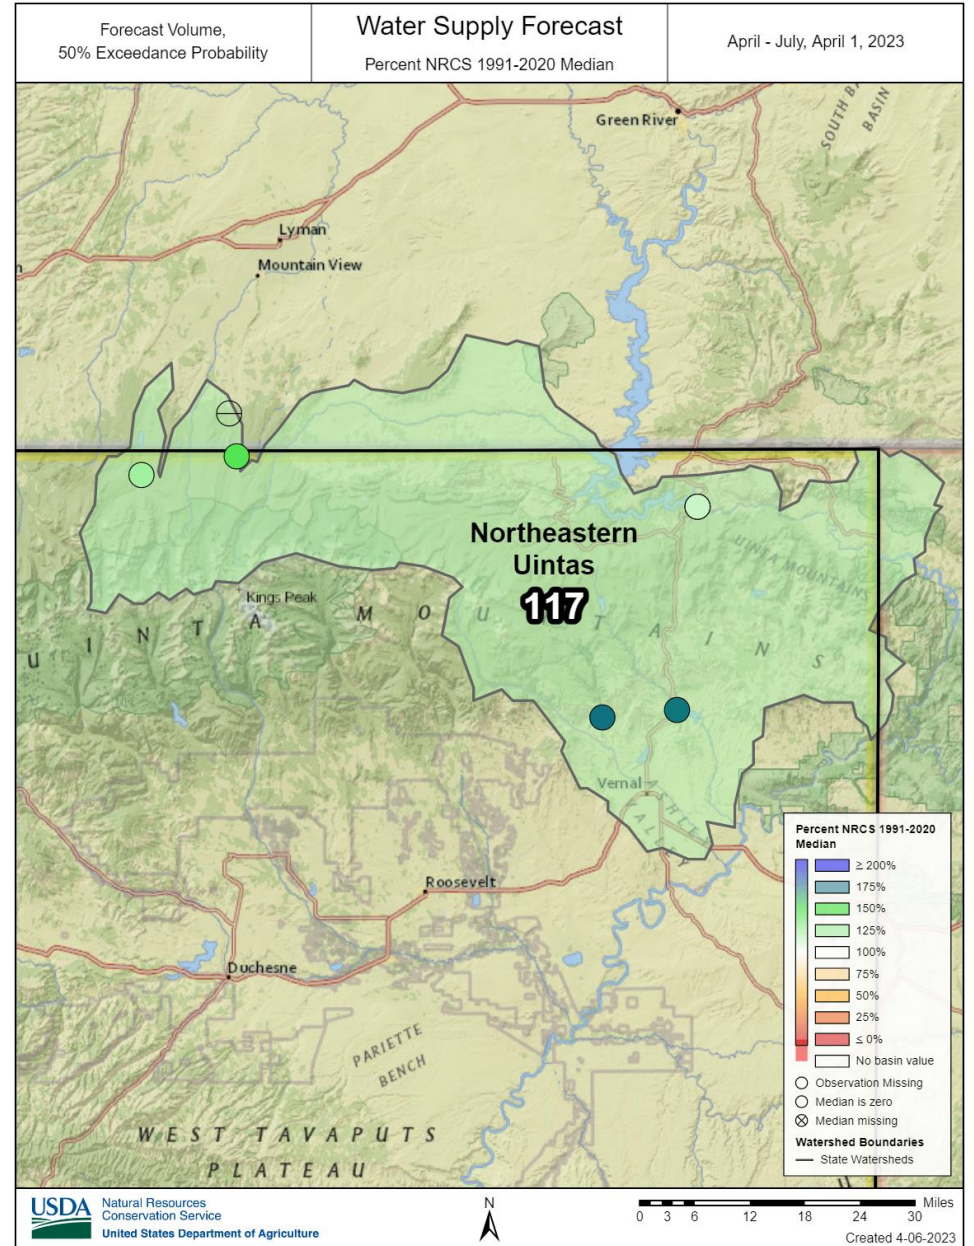 Forecast Volume,
50% Exceedance Probability
Water Supply Forecast
Percent NRCS 1991-2020 Median
April - July, April 1, 2023
Green River
SOUTH BA
BASIN
Lyman
Mountain View
n
Northeastern
Uintas
117
UINTA MOUNTAINS
Kings Peak
UINTA MOUNTAINS
Vernal
Roosevelt
Duchesne
PARIETTE
BENCH
WEST TAVAPUTS
PLATEAU
Percent NRCS 1991-2020
Median
≥ 200%
175%
150%
125%
100%
75%
50%
25%
≤ 0%
No basin value
Observation Missing
Median is zero
Median missing
Watershed Boundaries
State Watersheds
USDA
Natural Resources
Conservation Service
United States Department of Agriculture
N
Miles
0 3 6 12 18 24 30
Created 4-06-2023